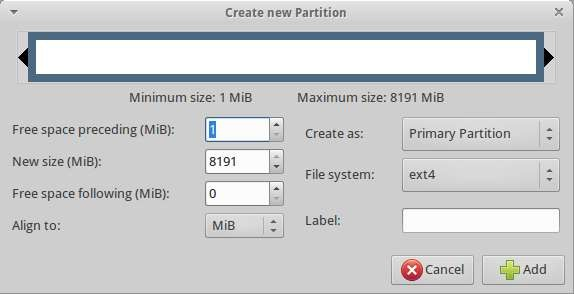 Create new Partition
Minimum size: 1 MiB Maximum size: 8191 MiB
Free space preceding (MiB): 1 Create as: Primary Partition
New size (MiB): 8191
File system: ext4
Free space following (MiB): 0
Align to: MiB Label:
Cancel Add